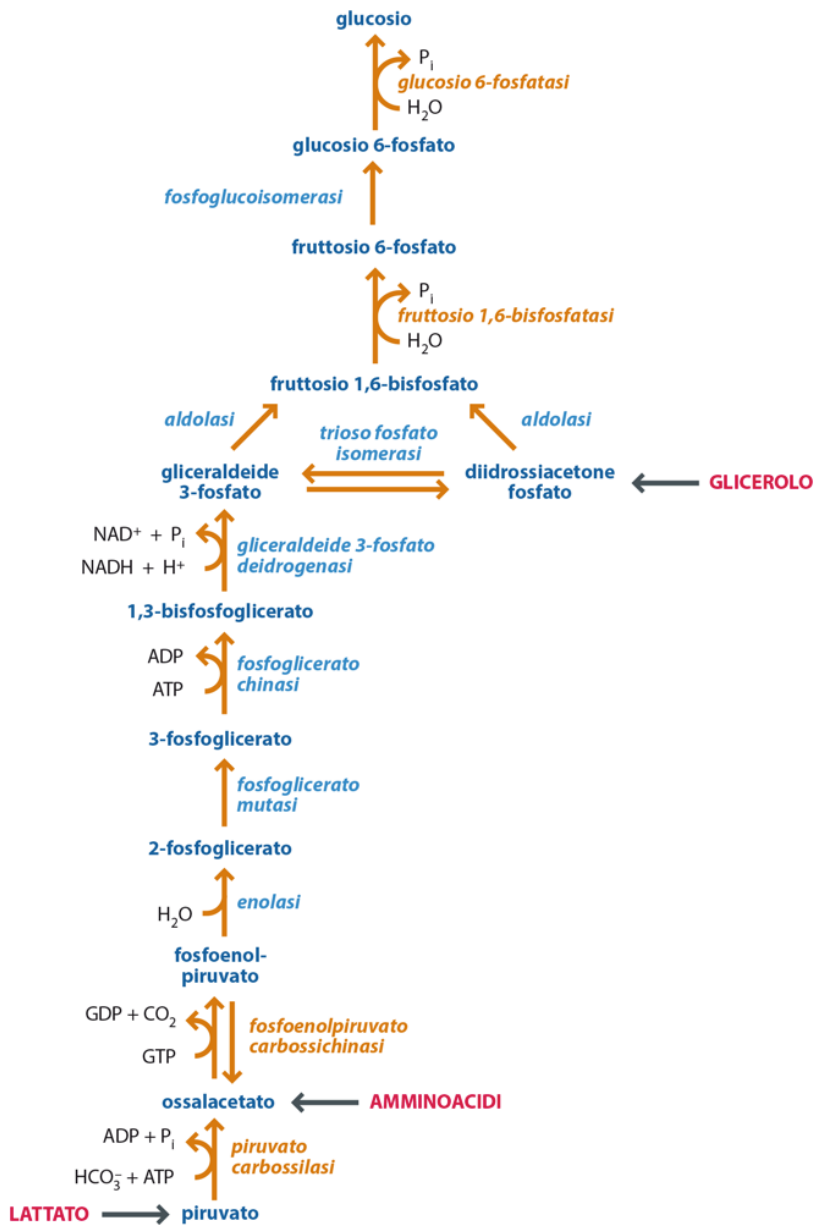 glucosio
Pᵢ
glucosio 6-fosfatasi
H₂O
glucosio 6-fosfato
fosfoglucoisomerasi
fruttosio 6-fosfato
Pᵢ
fruttosio 1,6-bisfosfatasi
H₂O
fruttosio 1,6-bisfosfato
aldolasi
trioso fosfato
isomerasi
aldolasi
gliceraldeide
3-fosfato
diidrossiacetone
fosfato
GLICEROLO
NAD⁺ + Pᵢ
NADH + H⁺
gliceraldeide 3-fosfato
deidrogenasi
1,3-bisfosfoglicerato
ADP
ATP
fosfoglicerato
chinasi
3-fosfoglicerato
fosfoglicerato
mutasi
2-fosfoglicerato
H₂O
enolasi
fosfoenol-
piruvato
GDP + CO₂
GTP
fosfoenolpiruvato
carbossichinasi
ossalacetato
AMMINOACIDI
ADP + Pᵢ
HCO₃⁻ + ATP
piruvato
carbossilasi
LATTATO
piruvato